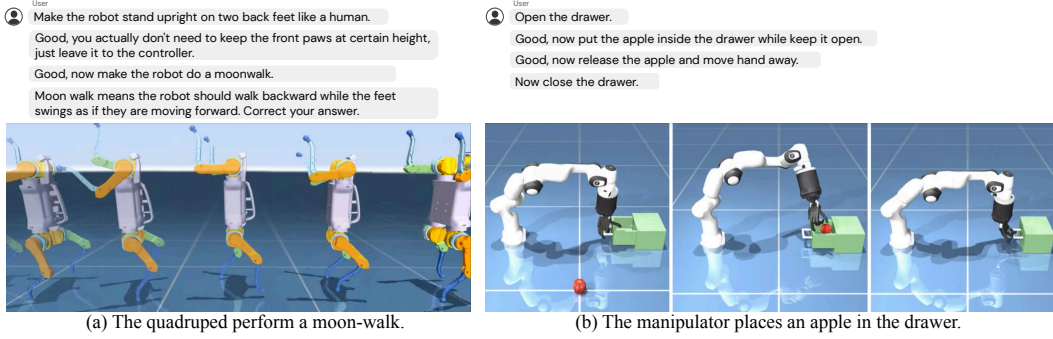 User
Make the robot stand upright on two back feet like a human.
Good, you actually don't need to keep the front paws at certain height,
just leave it to the controller.
Good, now make the robot do a moonwalk.
Moon walk means the robot should walk backward while the feet
swings as if they are moving forward. Correct your answer.
(a) The quadruped perform a moon-walk.
User
Open the drawer.
Good, now put the apple inside the drawer while keep it open.
Good, now release the apple and move hand away.
Now close the drawer.
(b) The manipulator places an apple in the drawer.